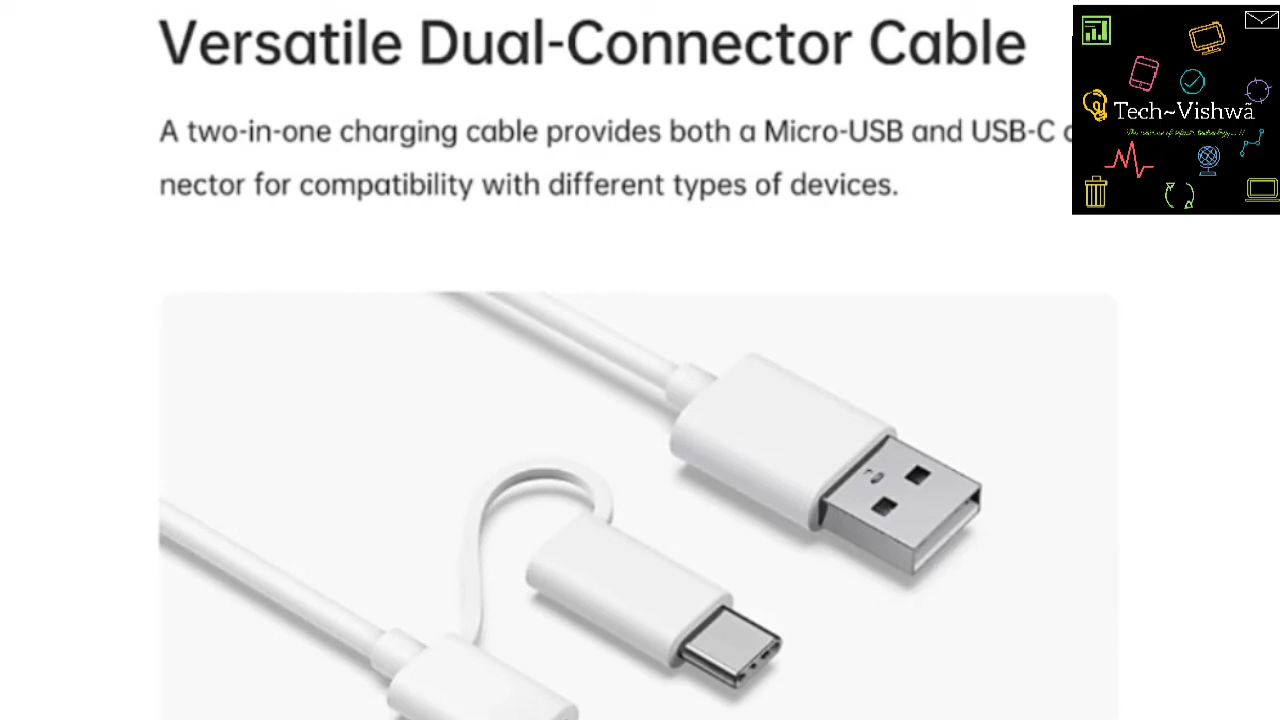 Versatile Dual-Connector Cable
A two-in-one charging cable provides both a Micro-USB and USB-C
nector for compatibility with different types of devices.
Tech~Vishwã